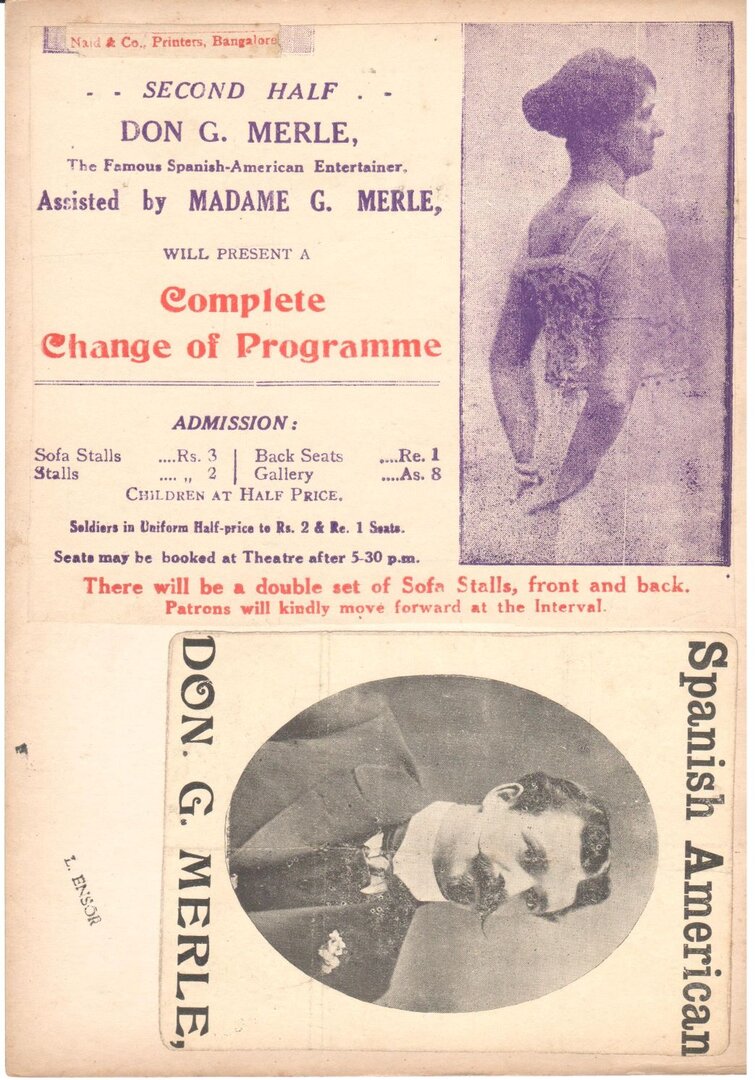 Naid & Co., Printers, Bangalore
- - SECOND HALF . -
DON G. MERLE,
The Famous Spanish-American Entertainer,
Assisted by MADAME G. MERLE,
WILL PRESENT A
Complete
Change of Programme
ADMISSION:
Sofa Stalls ....Rs. 3 | Back Seats ....Re. 1
Stalls .... ,, 2 | Gallery .....As. 8
CHILDREN AT HALF PRICE.
Soldiers in Uniform Half-price to Rs. 2 & Re. 1 Seats.
Seats may be booked at Theatre after 5-30 p.m.
There will be a double set of Sofa Stalls, front and back.
Patrons will kindly move forward at the Interval.
Spanish American
DON. G. MERLE,
L. ENSOR